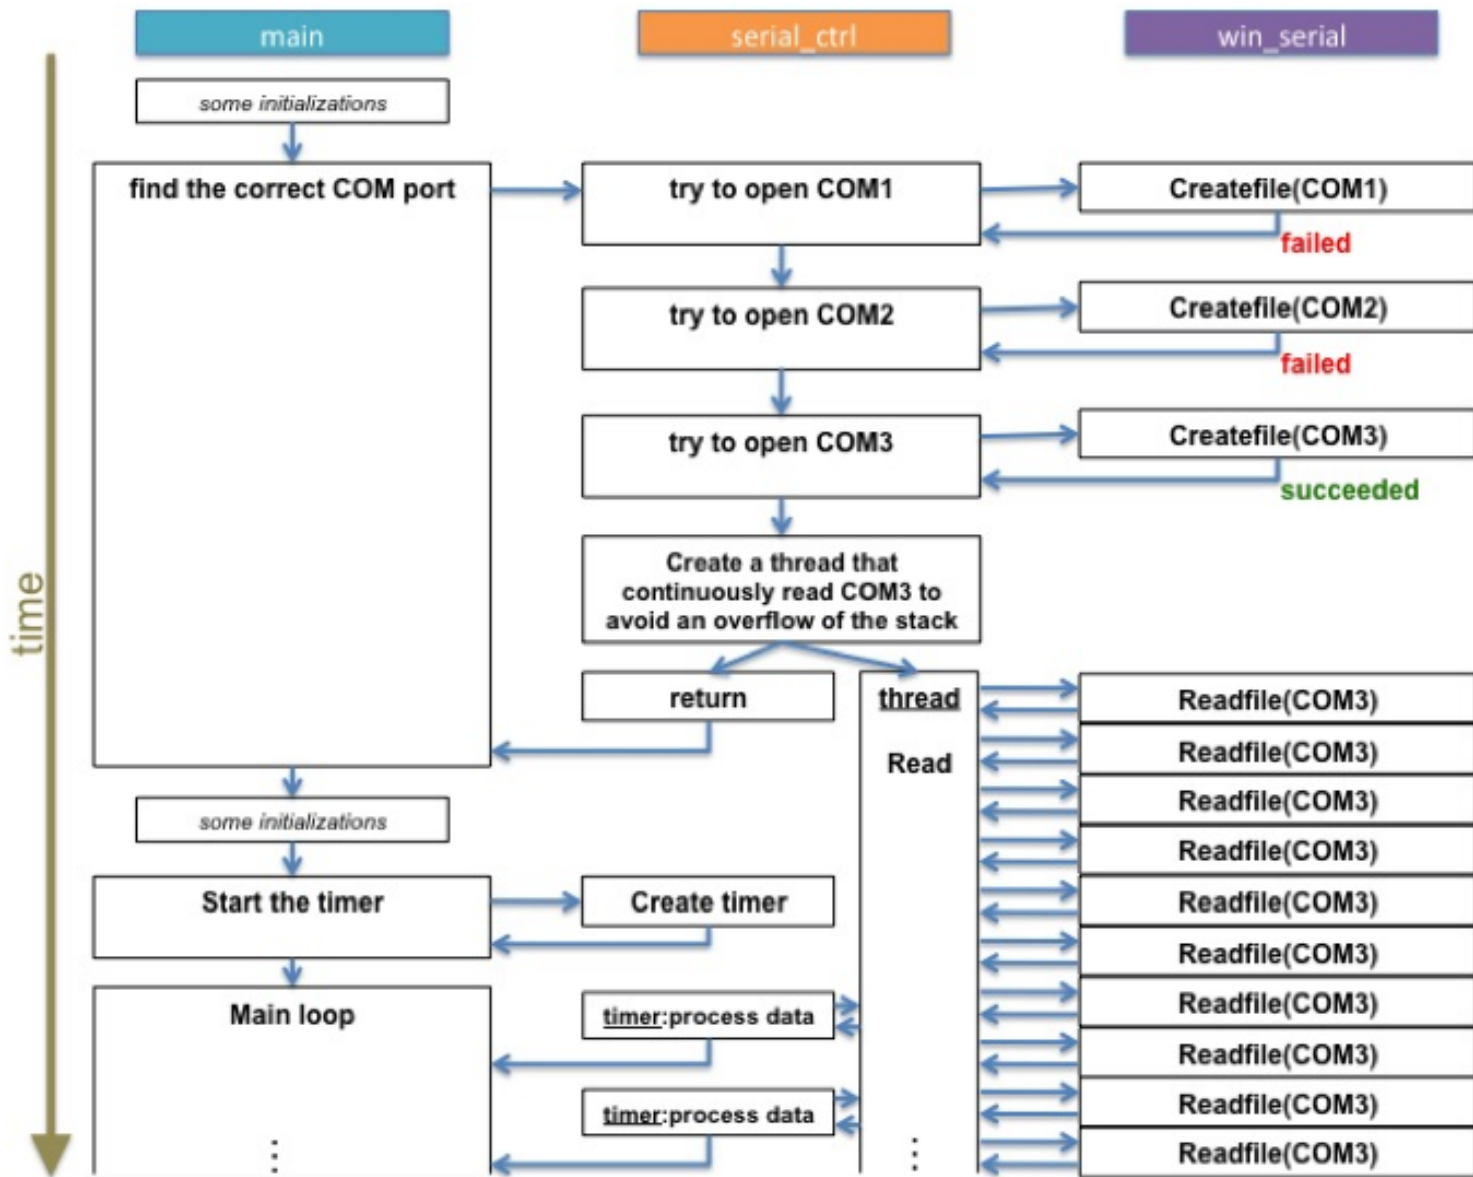 main
serial_ctrl
win_serial
some initializations
find the correct COM port
try to open COM1
Createfile(COM1)
failed
try to open COM2
Createfile(COM2)
failed
try to open COM3
Createfile(COM3)
succeeded
time
Create a thread that
continuously read COM3 to
avoid an overflow of the stack
return
thread
Readfile(COM3)
Read
Readfile(COM3)
some initializations
Readfile(COM3)
Readfile(COM3)
Start the timer
Create timer
Readfile(COM3)
Readfile(COM3)
Main loop
timer:process data
Readfile(COM3)
Readfile(COM3)
timer:process data
Readfile(COM3)
⋮
⋮
Readfile(COM3)